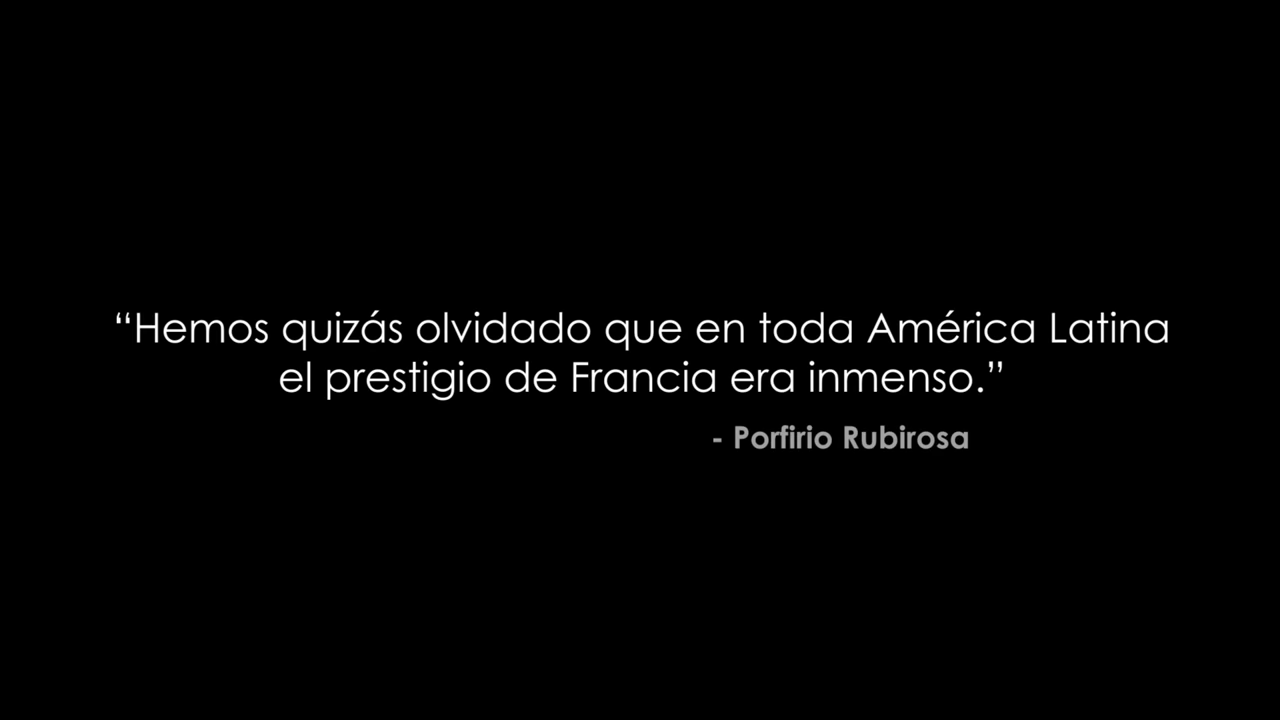 “Hemos quizás olvidado que en toda América Latina
el prestigio de Francia era inmenso.”
- Porfirio Rubirosa